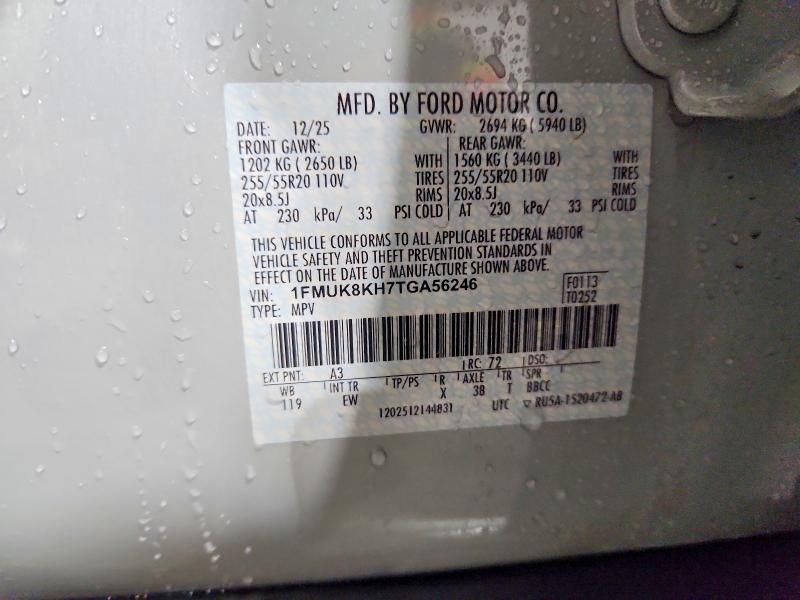 MFD. BY FORD MOTOR CO.
DATE: 12/25 GVWR: 2694 KG ( 5940 LB)
FRONT GAWR: REAR GAWR:
1202 KG ( 2650 LB) WITH 1560 KG ( 3440 LB) WITH
255/55R20 110V TIRES 255/55R20 110V TIRES
20x8.5J RIMS 20x8.5J RIMS
AT 230 kPa/ 33 PSI COLD AT 230 kPa/ 33 PSI COLD
THIS VEHICLE CONFORMS TO ALL APPLICABLE FEDERAL MOTOR
VEHICLE SAFETY AND THEFT PREVENTION STANDARDS IN
EFFECT ON THE DATE OF MANUFACTURE SHOWN ABOVE.
VIN: 1FMUK8KH7TGA56246 F0113
TYPE: MPV T0252
EXT PNT: A3 RC: 72 DSO:
WB INT TR TP/PS R AXLE TR SPR
119 EW X 3B T BBCC
1202512144831 UTC ▽ RU5A-1520472-AB